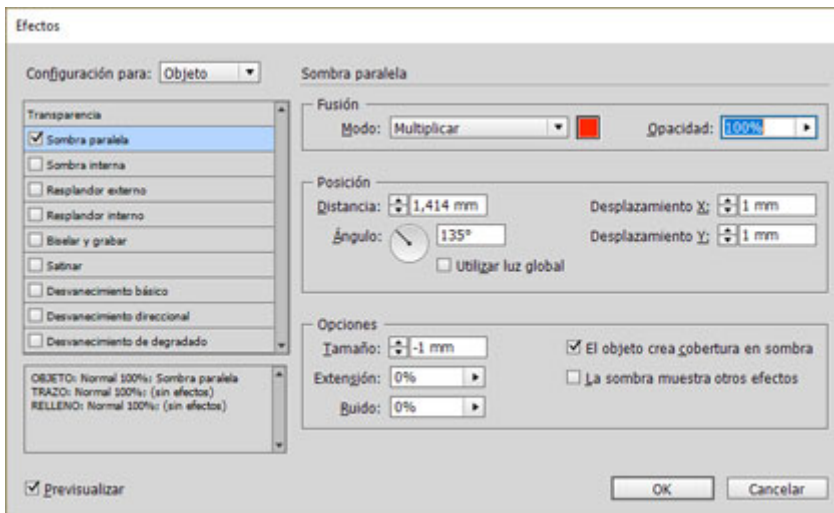 Efectos
Configuración para: Objeto
Transparencia
Sombra paralela
Sombra interna
Resplandor externo
Resplandor interno
Biselar y grabar
Satinar
Desvanecimiento básico
Desvanecimiento direccional
Desvanecimiento de degradado
OBJETO: Normal 100%; Sombra paralela
TRAZO: Normal 100%; (sin efectos)
RELLENO: Normal 100%; (sin efectos)
Previsualizar
Sombra paralela
Fusión
Modo: Multiplicar Opacidad: 100%
Posición
Distancia: 1,414 mm Desplazamiento X: 1 mm
Ángulo: 135° Desplazamiento Y: 1 mm
Utilizar luz global
Opciones
Tamaño: -1 mm El objeto crea cobertura en sombra
Extensión: 0% La sombra muestra otros efectos
Ruido: 0%
OK Cancelar